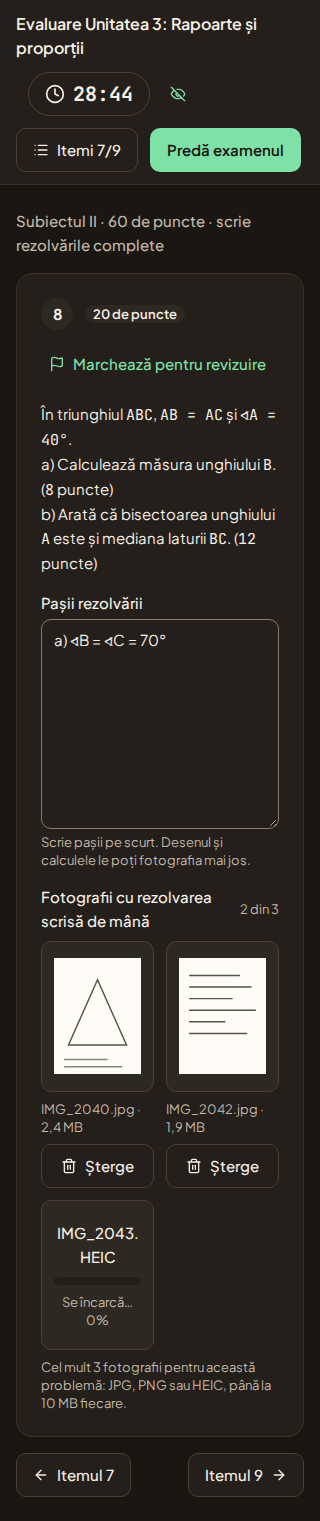 Evaluare Unitatea 3: Rapoarte și
proporții
28:44
Itemi 7/9
Predă examenul
Subiectul II · 60 de puncte · scrie
rezolvările complete
8
20 de puncte
Marchează pentru revizuire
În triunghiul ABC, AB = AC și ∢A =
40°.
a) Calculează măsura unghiului B.
(8 puncte)
b) Arată că bisectoarea unghiului
A este și mediana laturii BC. (12
puncte)
Pașii rezolvării
a) ∢B = ∢C = 70°
Scrie pașii pe scurt. Desenul și
calculele le poți fotografia mai jos.
Fotografii cu rezolvarea
scrisă de mână
2 din 3
IMG_2040.jpg ·
2,4 MB
IMG_2042.jpg ·
1,9 MB
Șterge
Șterge
IMG_2043.
HEIC
Se încarcă…
0%
Cel mult 3 fotografii pentru această
problemă: JPG, PNG sau HEIC, până la
10 MB fiecare.
Itemul 7
Itemul 9